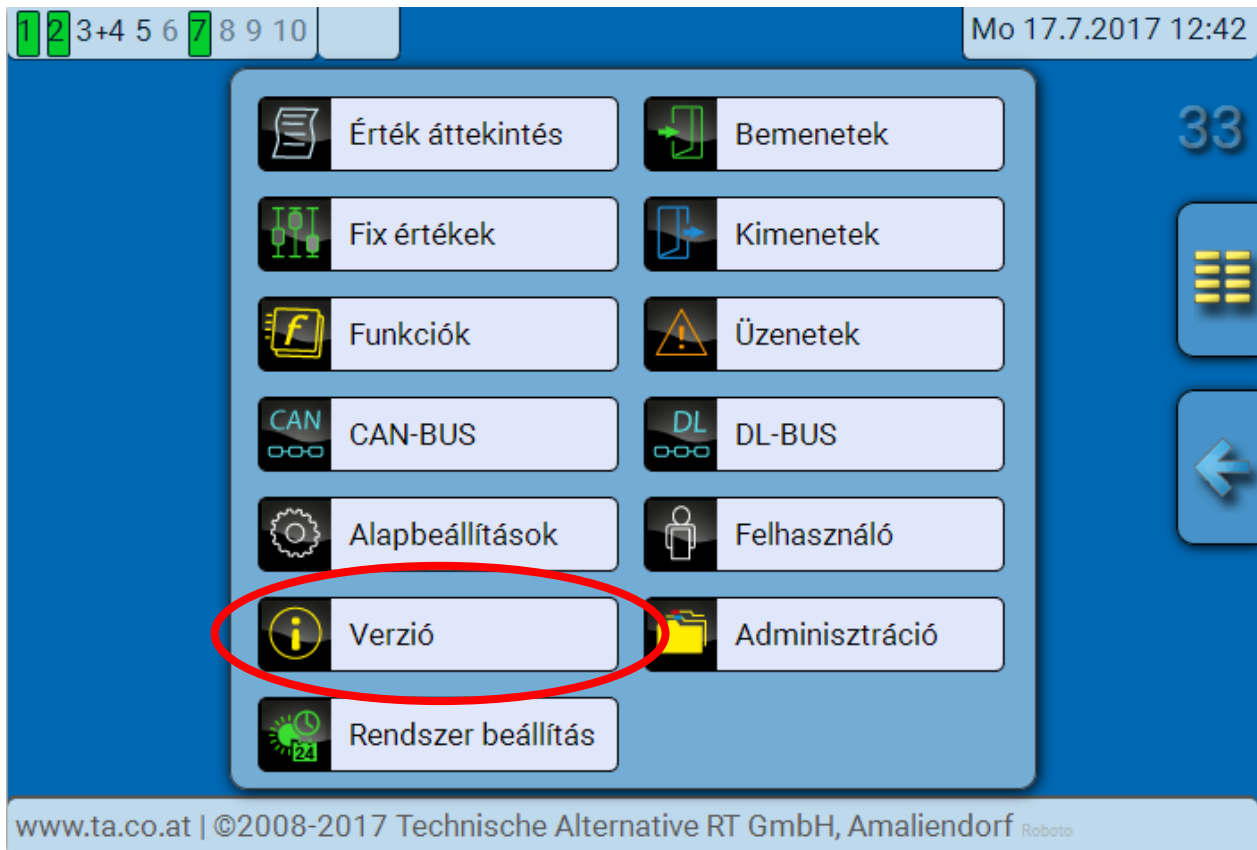 1 2 3+4 5 6 7 8 9 10
Mo 17.7.2017 12:42
33
Érték áttekintés
Bemenetek
Fix értékek
Kimenetek
f Funkciók
Üzenetek
CAN CAN-BUS
DL DL-BUS
Alapbeállítások
Felhasználó
i Verzió
Adminisztráció
24 Rendszer beállítás
www.ta.co.at | ©2008-2017 Technische Alternative RT GmbH, Amaliendorf Roboto